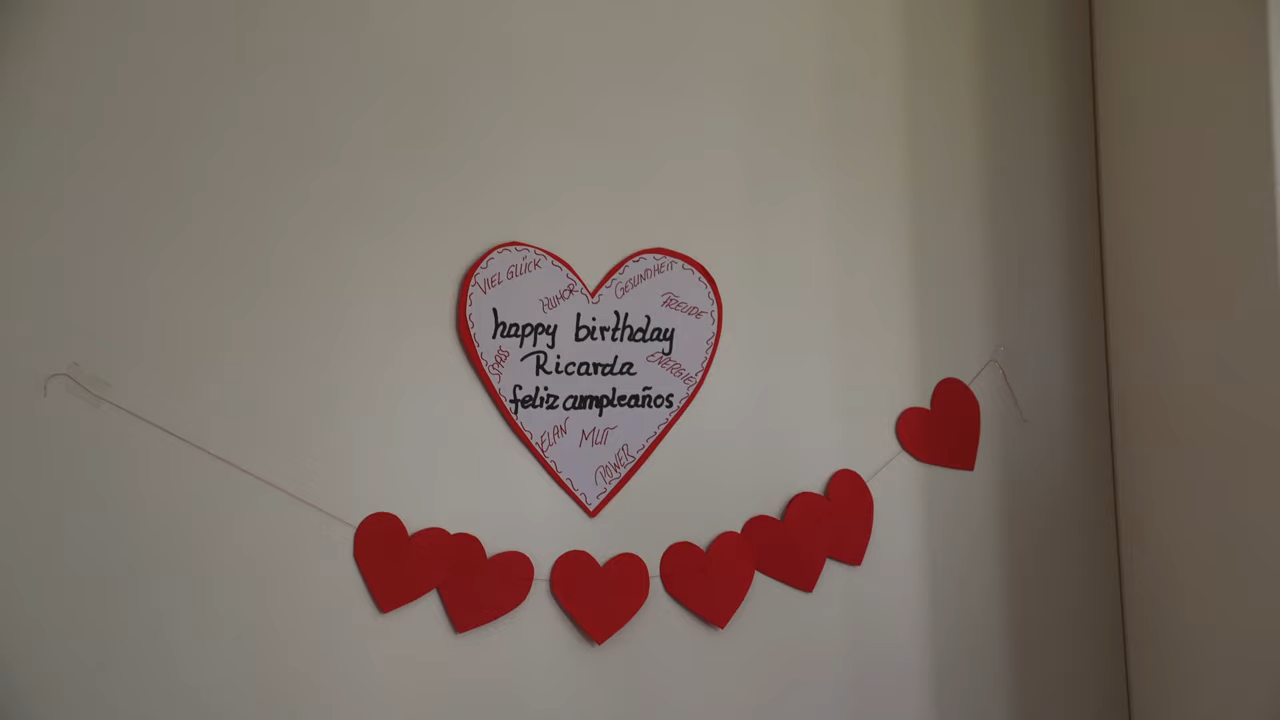 VIEL GLÜCK
HUMOR
GESUNDHEIT
FREUDE
happy birthday
Ricarda
feliz cumpleaños
SPASS
ENERGIE
ELAN
MUT
POWER